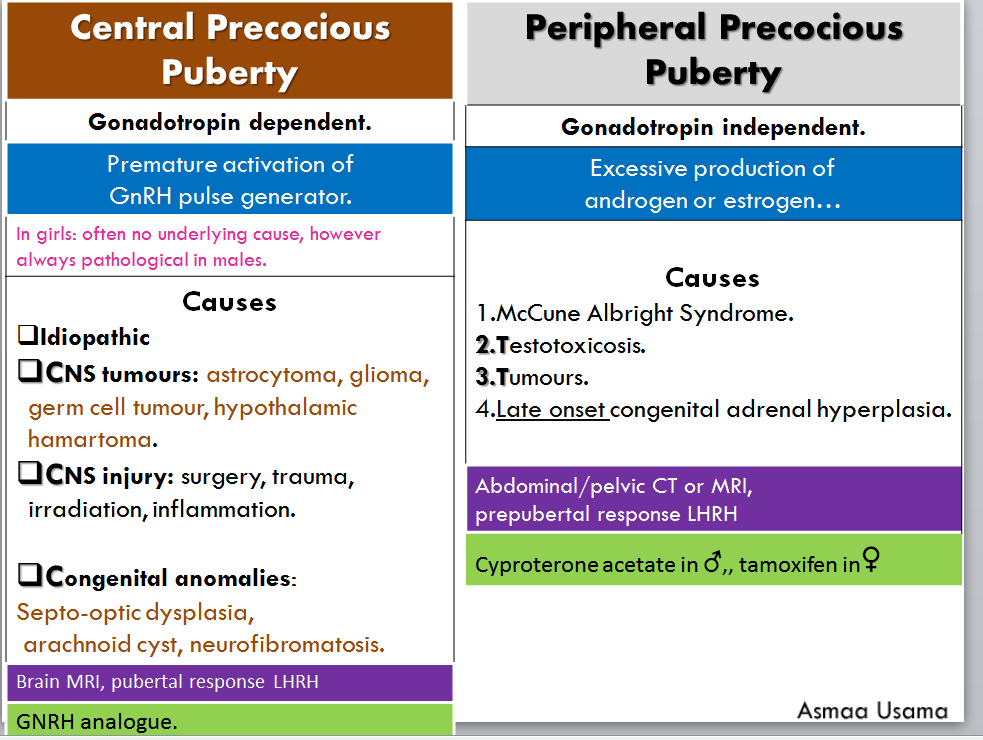 Central Precocious
Puberty
Gonadotropin dependent.
Premature activation of
GnRH pulse generator.
In girls: often no underlying cause, however
always pathological in males.
Causes
❑Idiopathic
❑CNS tumours: astrocytoma, glioma,
germ cell tumour, hypothalamic
hamartoma.
❑CNS injury: surgery, trauma,
irradiation, inflammation.
❑Congenital anomalies:
Septo-optic dysplasia,
arachnoid cyst, neurofibromatosis.
Brain MRI, pubertal response LHRH
GNRH analogue.
Peripheral Precocious
Puberty
Gonadotropin independent.
Excessive production of
androgen or estrogen…
Causes
1.McCune Albright Syndrome.
2.Testotoxicosis.
3.Tumours.
4.Late onset congenital adrenal hyperplasia.
Abdominal/pelvic CT or MRI,
prepubertal response LHRH
Cyproterone acetate in ♂,, tamoxifen in♀
Asmaa Usama